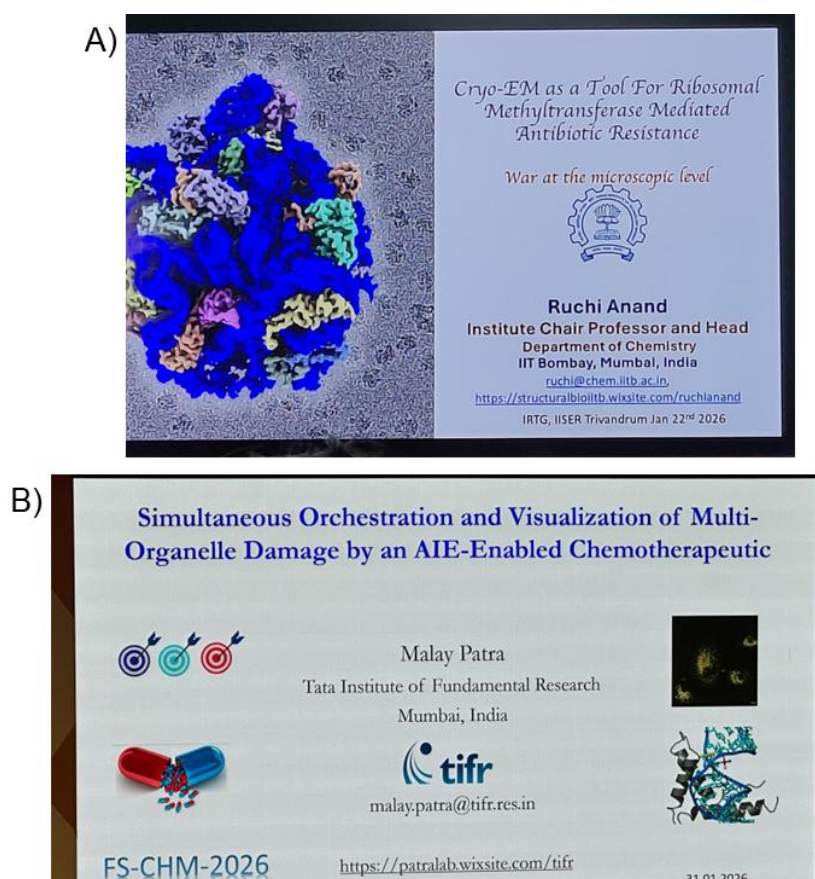 A)
Cryo-EM as a Tool For Ribosomal
Methyltransferase Mediated
Antibiotic Resistance
War at the microscopic level
Ruchi Anand
Institute Chair Professor and Head
Department of Chemistry
IIT Bombay, Mumbai, India
ruchi@chem.iitb.ac.in,
https://structuralbioiitb.wixsite.com/ruchianand
IRTG, IISER Trivandrum Jan 22nd 2026
B)
Simultaneous Orchestration and Visualization of Multi-
Organelle Damage by an AIE-Enabled Chemotherapeutic
Malay Patra
Tata Institute of Fundamental Research
Mumbai, India
tifr
malay.patra@tifr.res.in
FS-CHM-2026
https://patralab.wixsite.com/tifr
31.01.2026